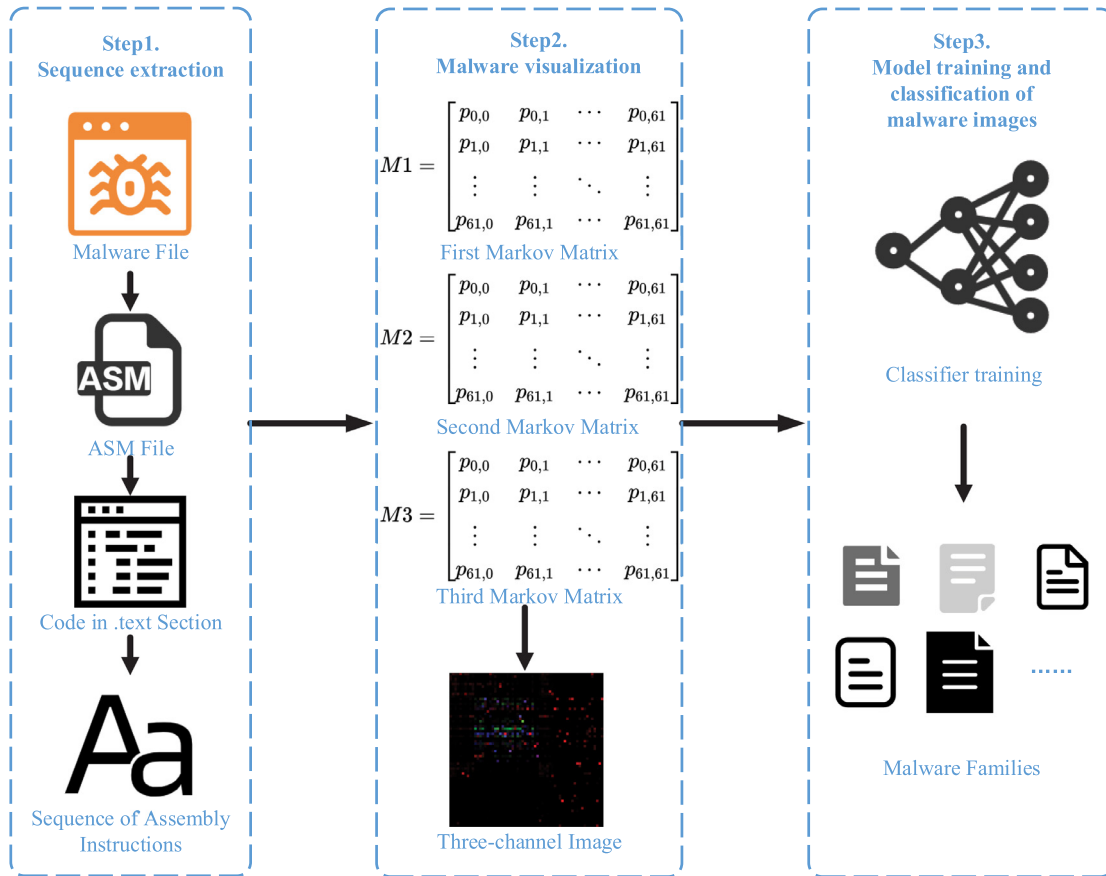 Step1.
Sequence extraction
Malware File
ASM
ASM File
Code in .text Section
Aa
Sequence of Assembly
Instructions
Step2.
Malware visualization
M1 = [p0,0 p0,1 ⋯ p0,61
p1,0 p1,1 ⋯ p1,61
⋮ ⋮ ⋱ ⋮
p61,0 p61,1 ⋯ p61,61]
First Markov Matrix
M2 = [p0,0 p0,1 ⋯ p0,61
p1,0 p1,1 ⋯ p1,61
⋮ ⋮ ⋱ ⋮
p61,0 p61,1 ⋯ p61,61]
Second Markov Matrix
M3 = [p0,0 p0,1 ⋯ p0,61
p1,0 p1,1 ⋯ p1,61
⋮ ⋮ ⋱ ⋮
p61,0 p61,1 ⋯ p61,61]
Third Markov Matrix
Three-channel Image
Step3.
Model training and
classification of
malware images
Classifier training
......
Malware Families